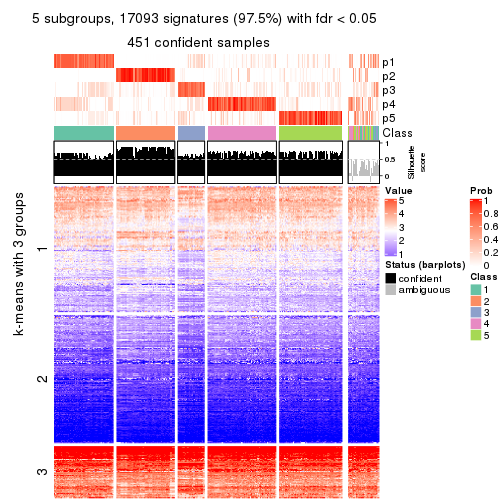 5 subgroups, 17093 signatures (97.5%) with fdr < 0.05
451 confident samples
p1
p2
p3
p4
p5
Class
1
0.5
0
Silhouette
score
k-means with 3 groups
1
2
3
Value
5
4
3
2
1
Status (barplots)
confident
ambiguous
Prob
1
0.8
0.6
0.4
0.2
0
Class
1
2
3
4
5